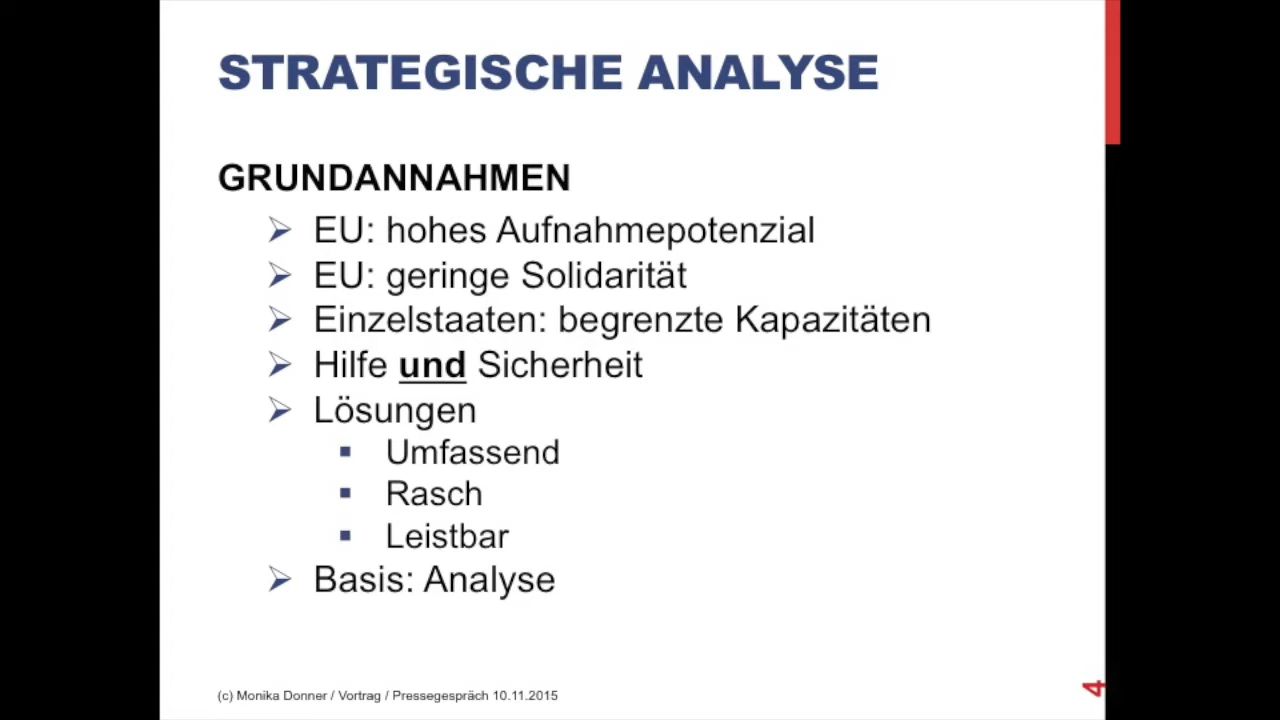 STRATEGISCHE ANALYSE
GRUNDANNAHMEN
EU: hohes Aufnahmepotenzial
EU: geringe Solidarität
Einzelstaaten: begrenzte Kapazitäten
Hilfe und Sicherheit
Lösungen
Umfassend
Rasch
Leistbar
Basis: Analyse
(c) Monika Donner / Vortrag / Pressegespräch 10.11.2015
4